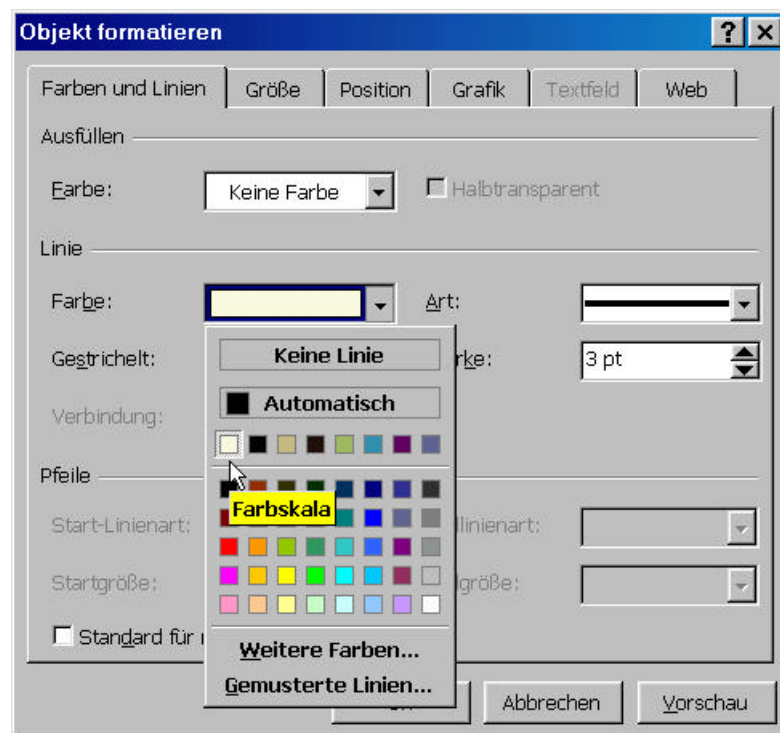 Objekt formatieren
Farben und Linien Größe Position Grafik Textfeld Web
Ausfüllen
Farbe: Keine Farbe Halbtransparent
Linie
Farbe: Art:
Keine Linie
Gestrichelt: rke: 3 pt
Automatisch
Verbindung:
Pfeile
Farbskala
Start-Linienart: llinienart:
Startgröße: lgröße:
Standard für
Weitere Farben...
Gemusterte Linien...
Abbrechen Vorschau